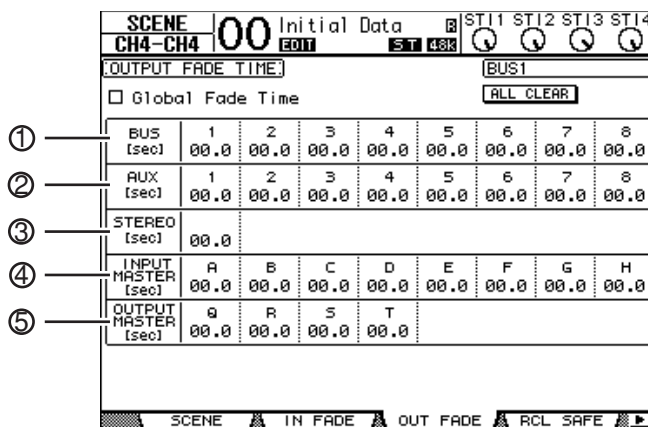 SCENE 00 Initial Data R ST11 ST12 ST13 ST14
CH4-CH4 EDIT ST 48k
OUTPUT FADE TIME BUS1
Global Fade Time ALL CLEAR
① BUS [sec] 1 2 3 4 5 6 7 8
00.0 00.0 00.0 00.0 00.0 00.0 00.0 00.0
② AUX [sec] 1 2 3 4 5 6 7 8
00.0 00.0 00.0 00.0 00.0 00.0 00.0 00.0
③ STEREO [sec] 00.0
④ INPUT MASTER [sec] A B C D E F G H
00.0 00.0 00.0 00.0 00.0 00.0 00.0 00.0
⑤ OUTPUT MASTER [sec] Q R S T
00.0 00.0 00.0 00.0
SCENE IN FADE OUT FADE RCL SAFE